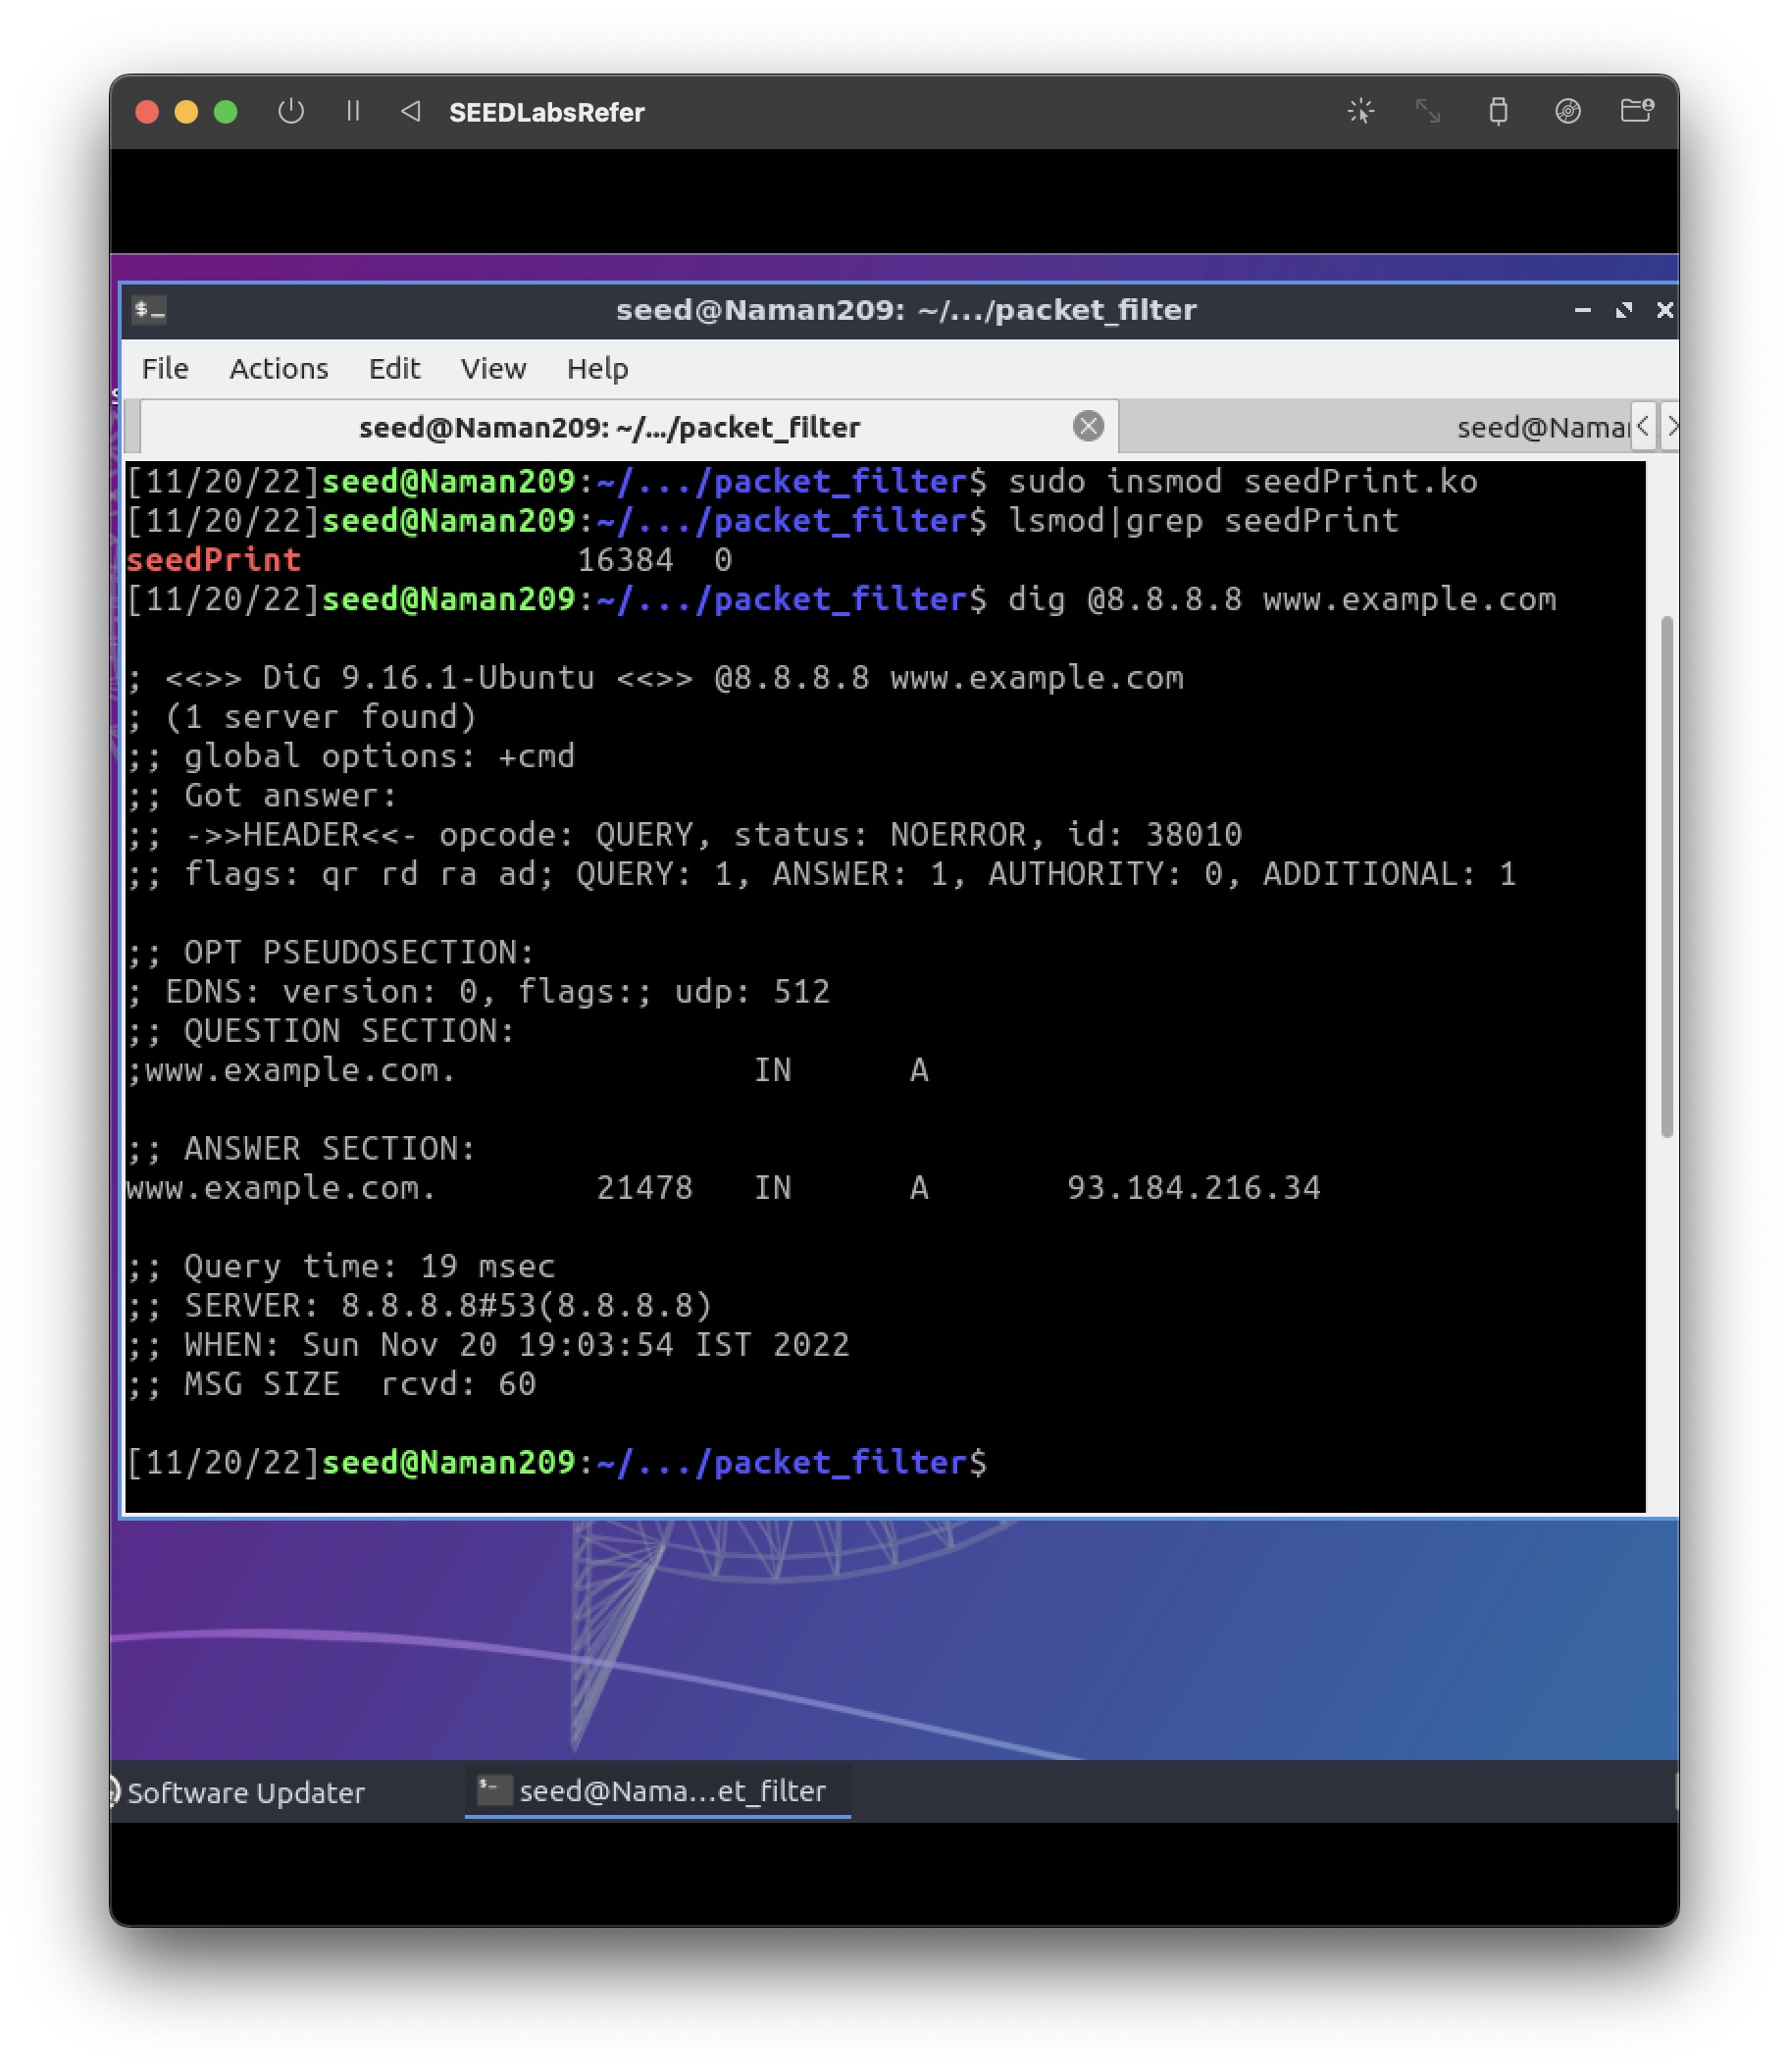 SEEDLabsRefer
seed@Naman209: ~/.../packet_filter
File Actions Edit View Help
seed@Naman209: ~/.../packet_filter seed@Namar
[11/20/22]seed@Naman209:~/.../packet_filter$ sudo insmod seedPrint.ko
[11/20/22]seed@Naman209:~/.../packet_filter$ lsmod|grep seedPrint
seedPrint 16384 0
[11/20/22]seed@Naman209:~/.../packet_filter$ dig @8.8.8.8 www.example.com
; <<>> DiG 9.16.1-Ubuntu <<>> @8.8.8.8 www.example.com
; (1 server found)
;; global options: +cmd
;; Got answer:
;; ->>HEADER<<- opcode: QUERY, status: NOERROR, id: 38010
;; flags: qr rd ra ad; QUERY: 1, ANSWER: 1, AUTHORITY: 0, ADDITIONAL: 1
;; OPT PSEUDOSECTION:
; EDNS: version: 0, flags:; udp: 512
;; QUESTION SECTION:
;www.example.com. IN A
;; ANSWER SECTION:
www.example.com. 21478 IN A 93.184.216.34
;; Query time: 19 msec
;; SERVER: 8.8.8.8#53(8.8.8.8)
;; WHEN: Sun Nov 20 19:03:54 IST 2022
;; MSG SIZE  rcvd: 60
[11/20/22]seed@Naman209:~/.../packet_filter$
Software Updater
seed@Nama...et_filter